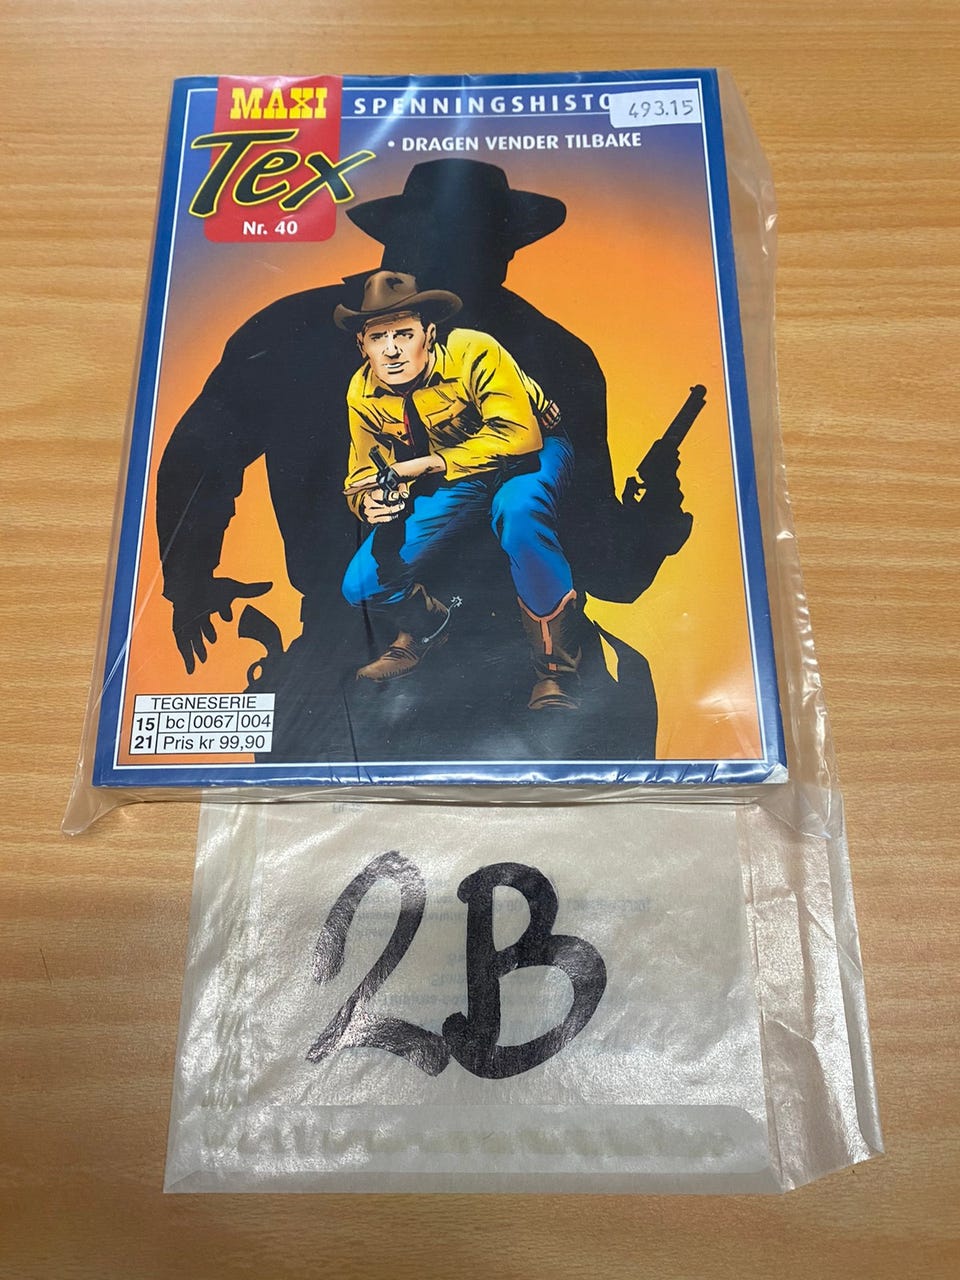 MAXI
SPENNINGSHISTO
493.15
Tex
• DRAGEN VENDER TILBAKE
Nr. 40
TEGNESERIE
15 bc 0067 004
21 Pris kr 99,90
2B